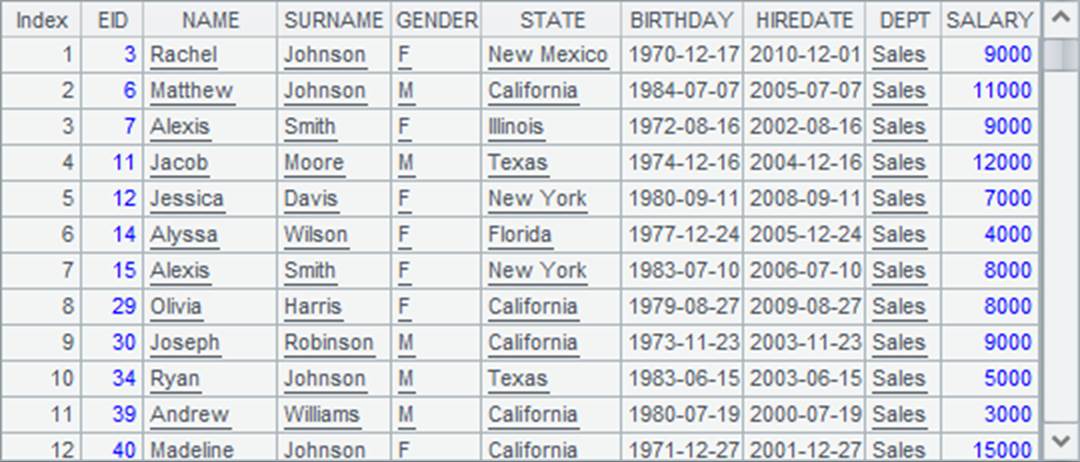 Index EID NAME SURNAME GENDER STATE BIRTHDAY HIREDATE DEPT SALARY
1 3 Rachel Johnson F New Mexico 1970-12-17 2010-12-01 Sales 9000
2 6 Matthew Johnson M California 1984-07-07 2005-07-07 Sales 11000
3 7 Alexis Smith F Illinois 1972-08-16 2002-08-16 Sales 9000
4 11 Jacob Moore M Texas 1974-12-16 2004-12-16 Sales 12000
5 12 Jessica Davis F New York 1980-09-11 2008-09-11 Sales 7000
6 14 Alyssa Wilson F Florida 1977-12-24 2005-12-24 Sales 4000
7 15 Alexis Smith F New York 1983-07-10 2006-07-10 Sales 8000
8 29 Olivia Harris F California 1979-08-27 2009-08-27 Sales 8000
9 30 Joseph Robinson M California 1973-11-23 2003-11-23 Sales 9000
10 34 Ryan Johnson M Texas 1983-06-15 2003-06-15 Sales 5000
11 39 Andrew Williams M California 1980-07-19 2000-07-19 Sales 3000
12 40 Madeline Johnson F California 1971-12-27 2001-12-27 Sales 15000